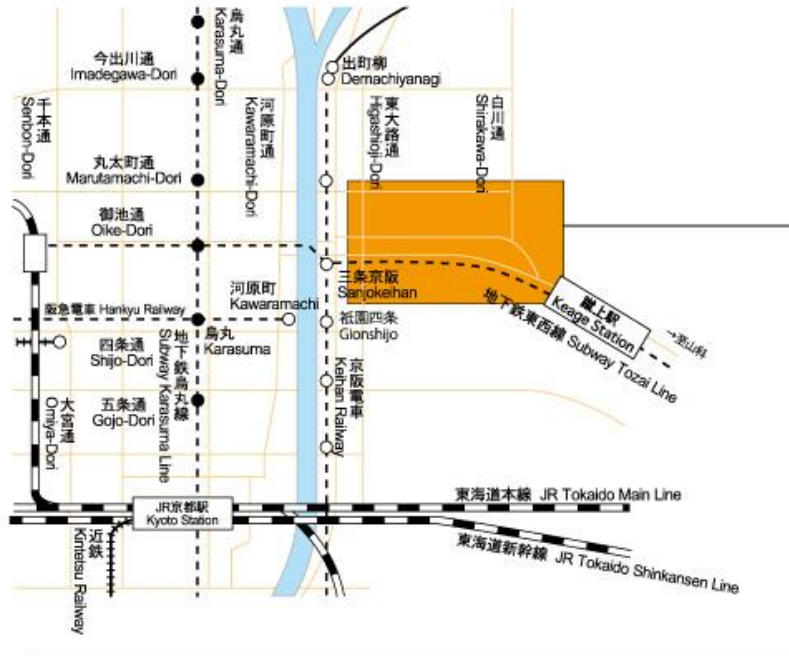 烏丸通
Karasuma-Dori
今出川通
Imadegawa-Dori
出町柳
Demachiyanagi
千本通
Senbon-Dori
河原町通
Kawaramachi-Dori
東大路通
Higashioji-Dori
白川通
Shirakawa-Dori
丸太町通
Marutamachi-Dori
御池通
Oike-Dori
三条京阪
Sanjokeihan
河原町
Kawaramachi
蹴上駅
Keage Station
→至山科
地下鉄東西線 Subway Tozai Line
阪急電車 Hankyu Railway
烏丸
Karasuma
祇園四条
Gionshijo
四条通
Shijo-Dori
地下鉄烏丸線
Subway Karasuma Line
京阪電車
Keihan Railway
五条通
Gojo-Dori
大宮通
Omiya-Dori
JR京都駅
Kyoto Station
東海道本線 JR Tokaido Main Line
東海道新幹線 JR Tokaido Shinkansen Line
近鉄
Kintetsu Railway